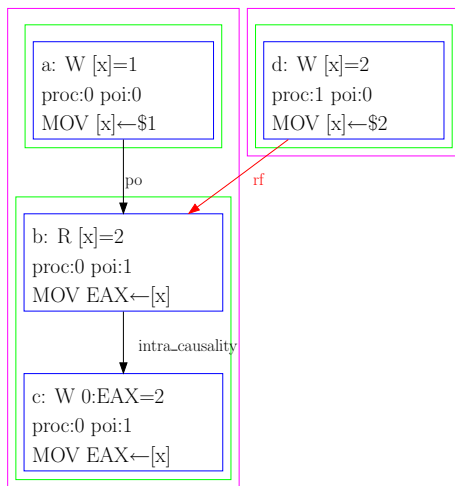 a: W [x]=1
proc:0 poi:0
MOV [x]←$1
d: W [x]=2
proc:1 poi:0
MOV [x]←$2
po
rf
b: R [x]=2
proc:0 poi:1
MOV EAX←[x]
intra_causality
c: W 0:EAX=2
proc:0 poi:1
MOV EAX←[x]